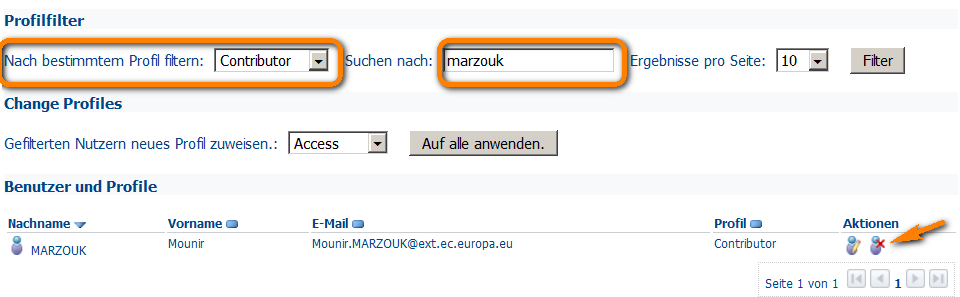 Profilfilter
Nach bestimmtem Profil filtern: Contributor Suchen nach: marzouk Ergebnisse pro Seite: 10 Filter
Change Profiles
Gefilterten Nutzern neues Profil zuweisen.: Access Auf alle anwenden.
Benutzer und Profile
Nachname Vorname E-Mail Profil Aktionen
MARZOUK Mounir Mounir.MARZOUK@ext.ec.europa.eu Contributor
Seite 1 von 1 1